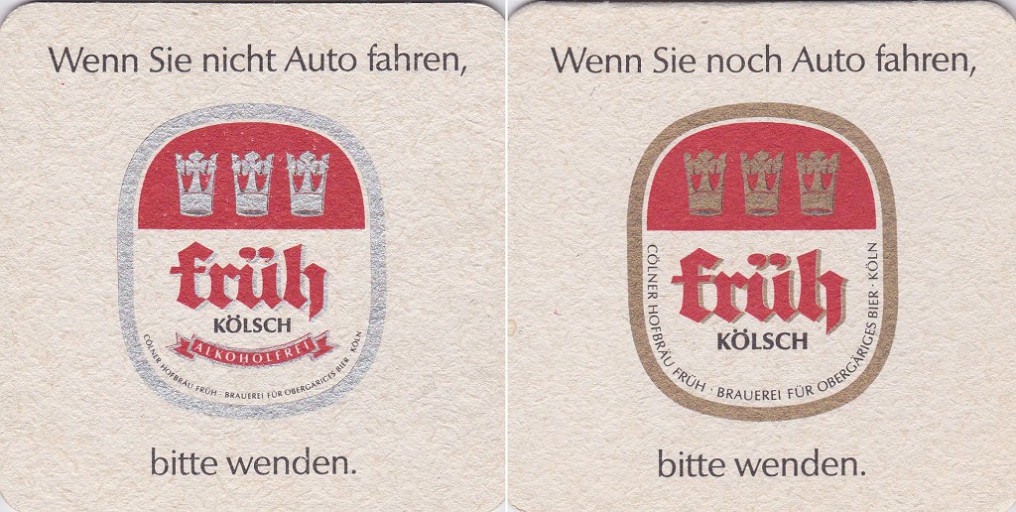 Wenn Sie nicht Auto fahren,
früh
KÖLSCH
ALKOHOLFREI
CÖLNER HOFBRÄU FRÜH · BRAUEREI FÜR OBERGÄRIGES BIER · KÖLN
bitte wenden.
Wenn Sie noch Auto fahren,
früh
KÖLSCH
CÖLNER HOFBRÄU FRÜH · BRAUEREI FÜR OBERGÄRIGES BIER · KÖLN
bitte wenden.